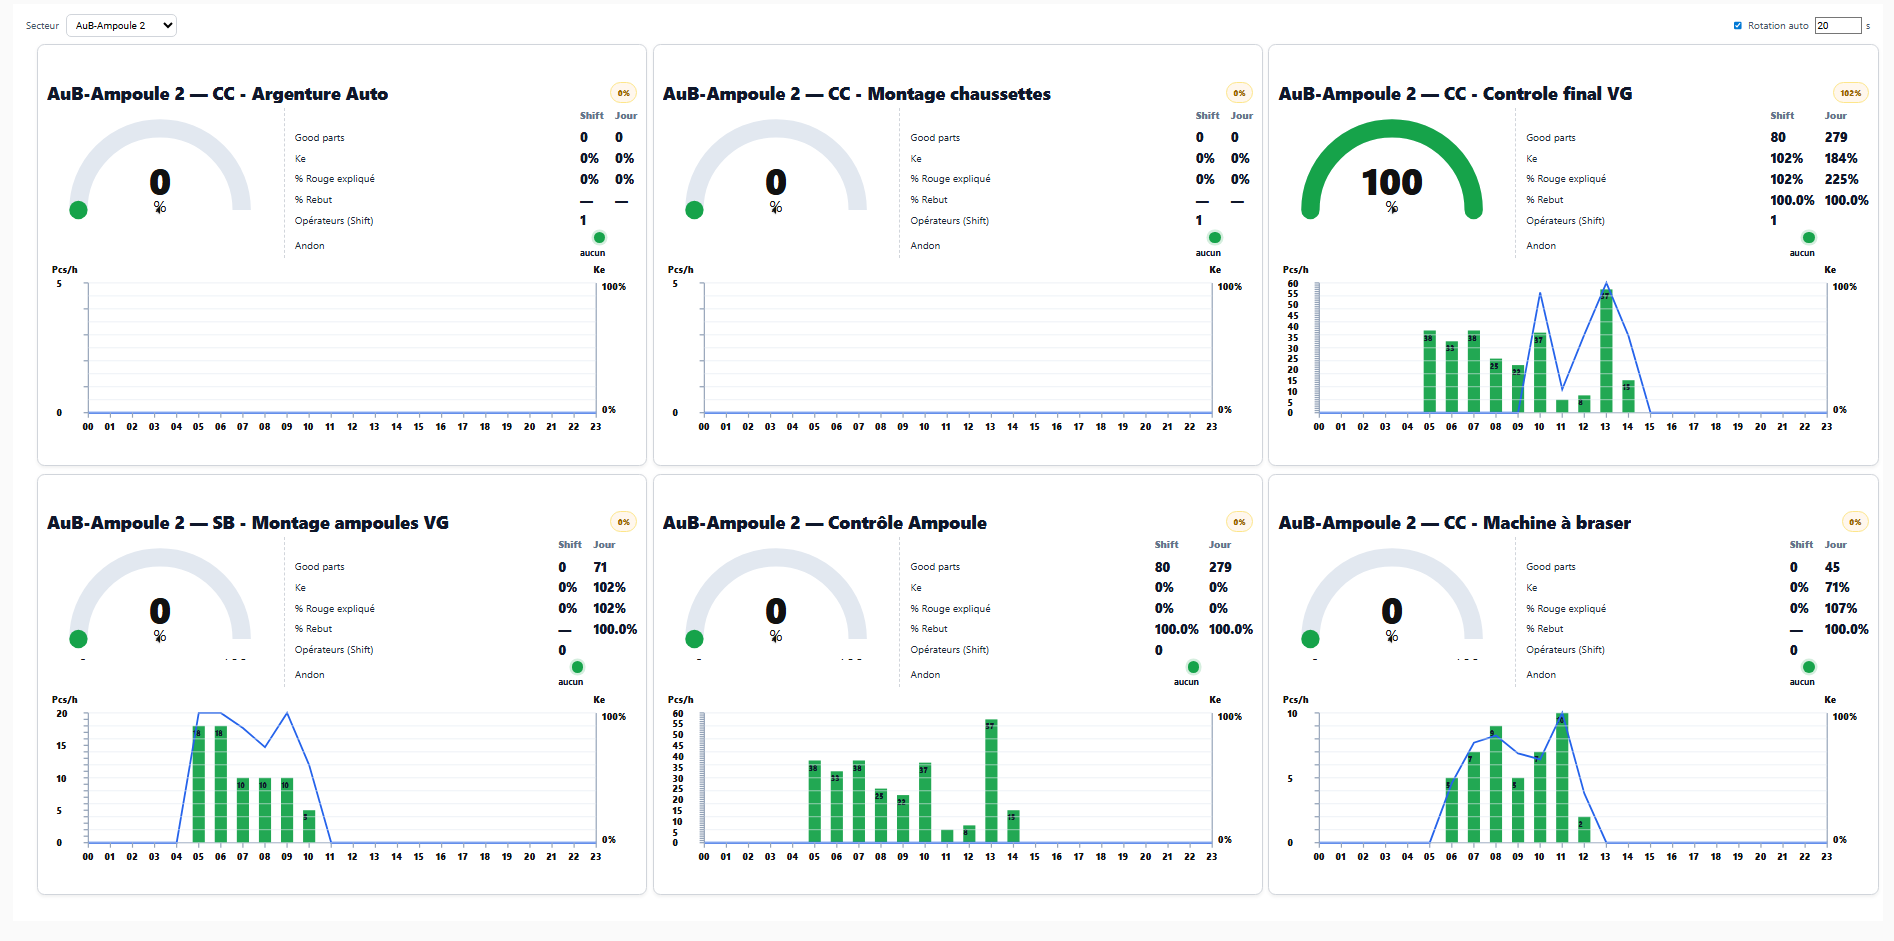 Secteur AuB-Ampoule 2 Rotation auto 20 s
AuB-Ampoule 2 — CC - Argenture Auto 0%
Shift Jour
Good parts 0 0
Ke 0% 0%
% Rouge expliqué 0% 0%
% Rebut — —
Opérateurs (Shift) 1
Andon aucun
0
%
Pcs/h Ke
5 100%
0 0%
00 01 02 03 04 05 06 07 08 09 10 11 12 13 14 15 16 17 18 19 20 21 22 23
AuB-Ampoule 2 — CC - Montage chaussettes 0%
Shift Jour
Good parts 0 0
Ke 0% 0%
% Rouge expliqué 0% 0%
% Rebut — —
Opérateurs (Shift) 1
Andon aucun
0
%
Pcs/h Ke
5 100%
0 0%
00 01 02 03 04 05 06 07 08 09 10 11 12 13 14 15 16 17 18 19 20 21 22 23
AuB-Ampoule 2 — CC - Controle final VG 102%
Shift Jour
Good parts 80 279
Ke 102% 184%
% Rouge expliqué 102% 225%
% Rebut 100.0% 100.0%
Opérateurs (Shift) 1
Andon aucun
100
%
Pcs/h Ke
60 100%
55
50
45
40
35
30
25
20
15
10
5
0 0%
38 33 38 25 22 37 8 57 15
00 01 02 03 04 05 06 07 08 09 10 11 12 13 14 15 16 17 18 19 20 21 22 23
AuB-Ampoule 2 — SB - Montage ampoules VG 0%
Shift Jour
Good parts 0 71
Ke 0% 102%
% Rouge expliqué 0% 102%
% Rebut — 100.0%
Opérateurs (Shift) 0
Andon aucun
0
%
Pcs/h Ke
20 100%
15
10
5
0 0%
18 18 10 10 10 5
00 01 02 03 04 05 06 07 08 09 10 11 12 13 14 15 16 17 18 19 20 21 22 23
AuB-Ampoule 2 — Contrôle Ampoule 0%
Shift Jour
Good parts 80 279
Ke 0% 0%
% Rouge expliqué 0% 0%
% Rebut 100.0% 100.0%
Opérateurs (Shift) 0
Andon aucun
0
%
Pcs/h Ke
60 100%
55
50
45
40
35
30
25
20
15
10
5
0 0%
38 33 38 25 22 37 8 57 15
00 01 02 03 04 05 06 07 08 09 10 11 12 13 14 15 16 17 18 19 20 21 22 23
AuB-Ampoule 2 — CC - Machine à braser 0%
Shift Jour
Good parts 0 45
Ke 0% 71%
% Rouge expliqué 0% 107%
% Rebut — 100.0%
Opérateurs (Shift) 0
Andon aucun
0
%
Pcs/h Ke
10 100%
5
0 0%
5 7 9 5 7 10 2
00 01 02 03 04 05 06 07 08 09 10 11 12 13 14 15 16 17 18 19 20 21 22 23